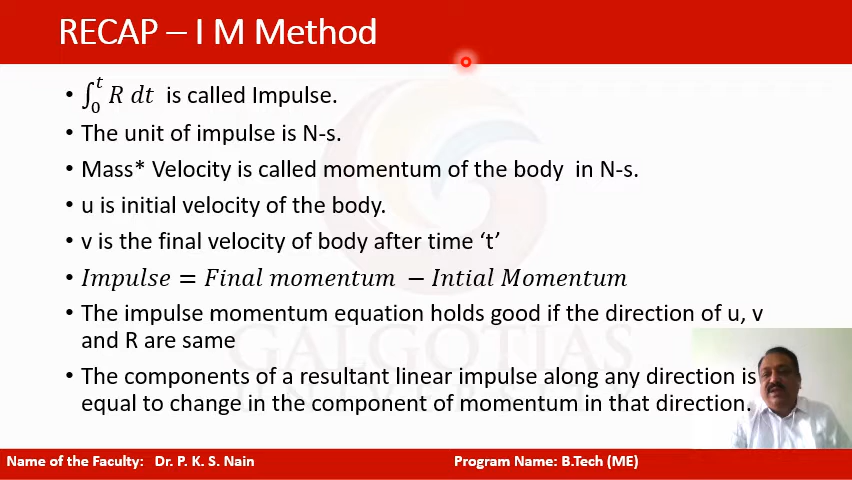 RECAP – I M Method
• ∫₀ᵗ R dt is called Impulse.
• The unit of impulse is N-s.
• Mass* Velocity is called momentum of the body in N-s.
• u is initial velocity of the body.
• v is the final velocity of body after time ‘t’
• Impulse = Final momentum − Intial Momentum
• The impulse momentum equation holds good if the direction of u, v
and R are same
• The components of a resultant linear impulse along any direction is
equal to change in the component of momentum in that direction.
GALGOTIAS
UNIVERSITY
Name of the Faculty: Dr. P. K. S. Nain
Program Name: B.Tech (ME)